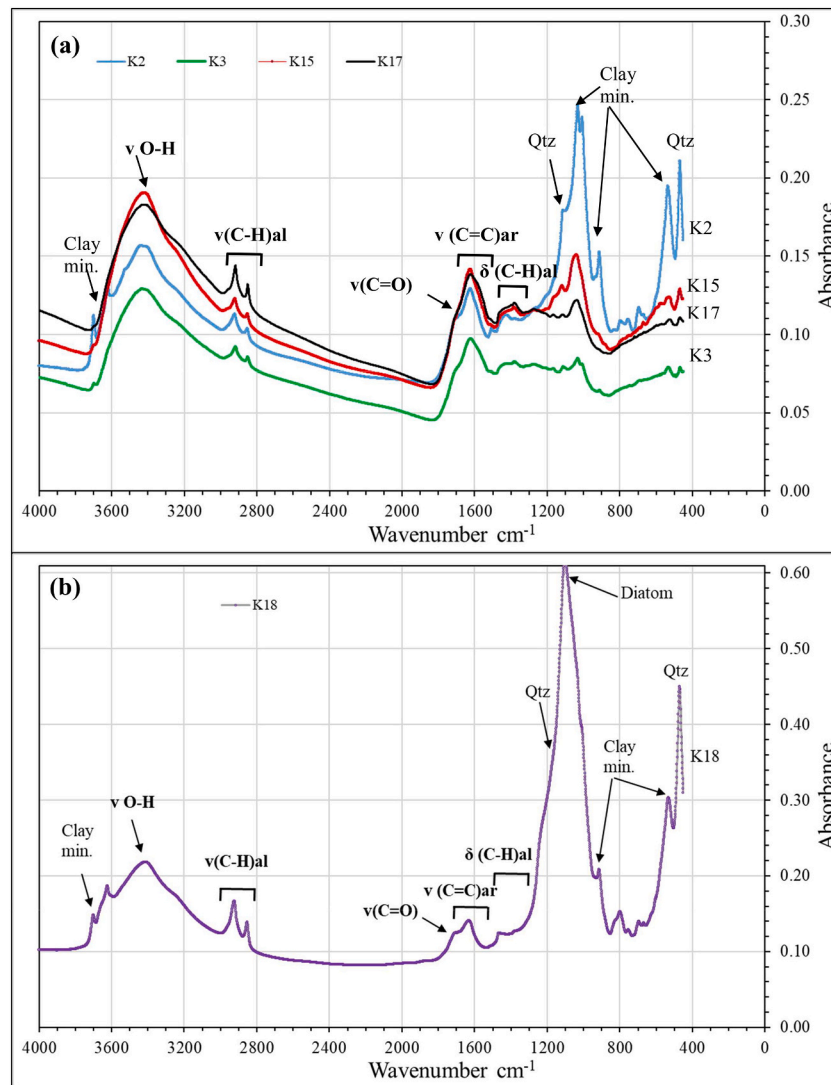 (a)
K2 K3 K15 K17
0.30
0.25
0.20
0.15
0.10
0.05
0.00
Absorbance
Clay
min.
ν O-H
Clay
min.
ν(C-H)al
ν (C=C)ar
δ (C-H)al
ν(C=O)
Qtz
Qtz
K2
K15
K17
K3
4000 3600 3200 2800 2400 2000 1600 1200 800 400 0
Wavenumber cm-1
(b)
K18
0.60
0.50
0.40
0.30
0.20
0.10
0.00
Absorbance
Diatom
Qtz
Qtz
Clay
min.
K18
ν O-H
Clay
min.
ν(C-H)al
δ (C-H)al
ν (C=C)ar
ν(C=O)
4000 3600 3200 2800 2400 2000 1600 1200 800 400 0
Wavenumber cm-1